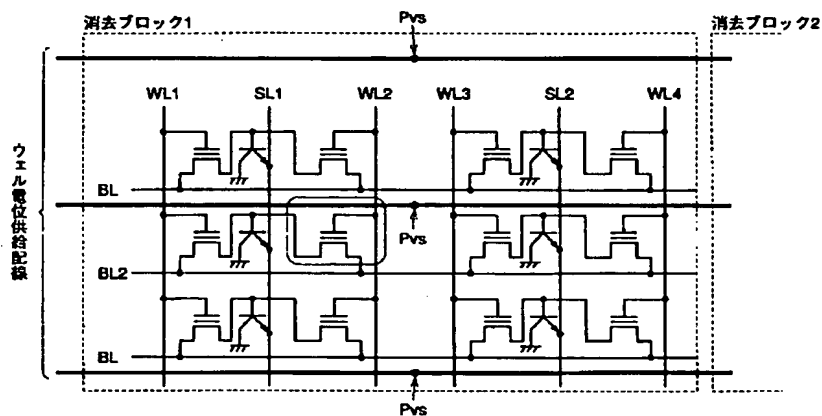 消去ブロック1
Pvs
消去ブロック2
WL1
SL1
WL2
WL3
SL2
WL4
ウェル電位供給配線
BL
Pvs
BL2
BL
Pvs